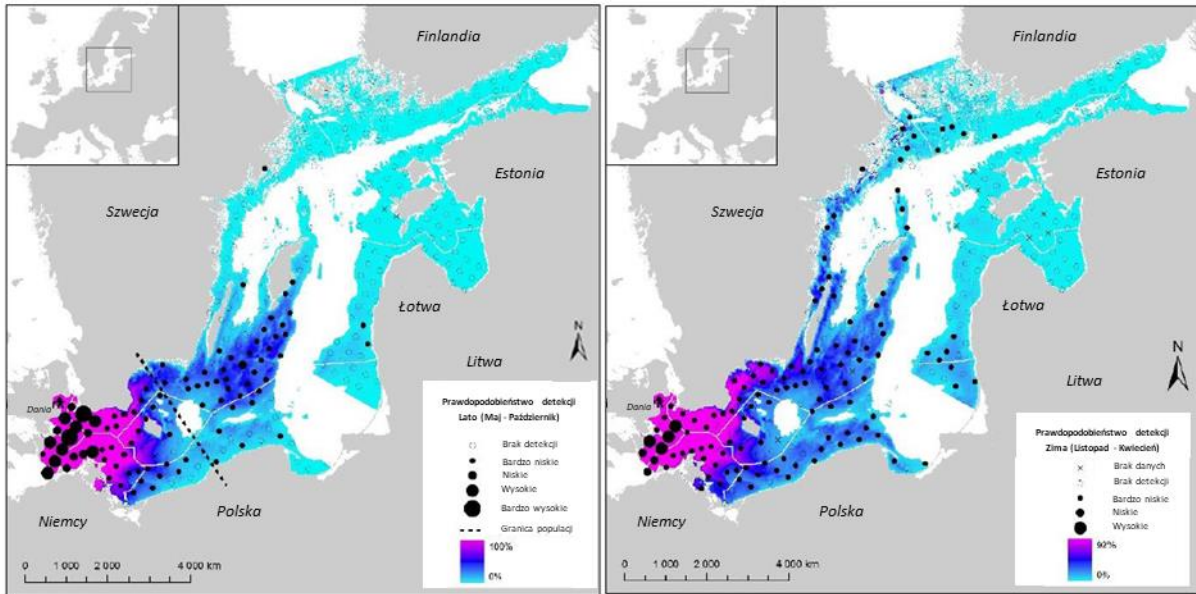 Finlandia
Estonia
Szwecja
Łotwa
N
Litwa
Dania
Prawdopodobieństwo detekcji
Lato (Maj - Październik)
Brak detekcji
Bardzo niskie
Niskie
Wysokie
Bardzo wysokie
Granica populacji
100%
0%
Niemcy
Polska
0 1 000 2 000 4 000 km
Finlandia
Estonia
Szwecja
Łotwa
N
Litwa
Dania
Prawdopodobieństwo detekcji
Zima (Listopad - Kwiecień)
Brak danych
Brak detekcji
Bardzo niskie
Niskie
Wysokie
92%
0%
Niemcy
Polska
0 1 000 2 000 4 000 km